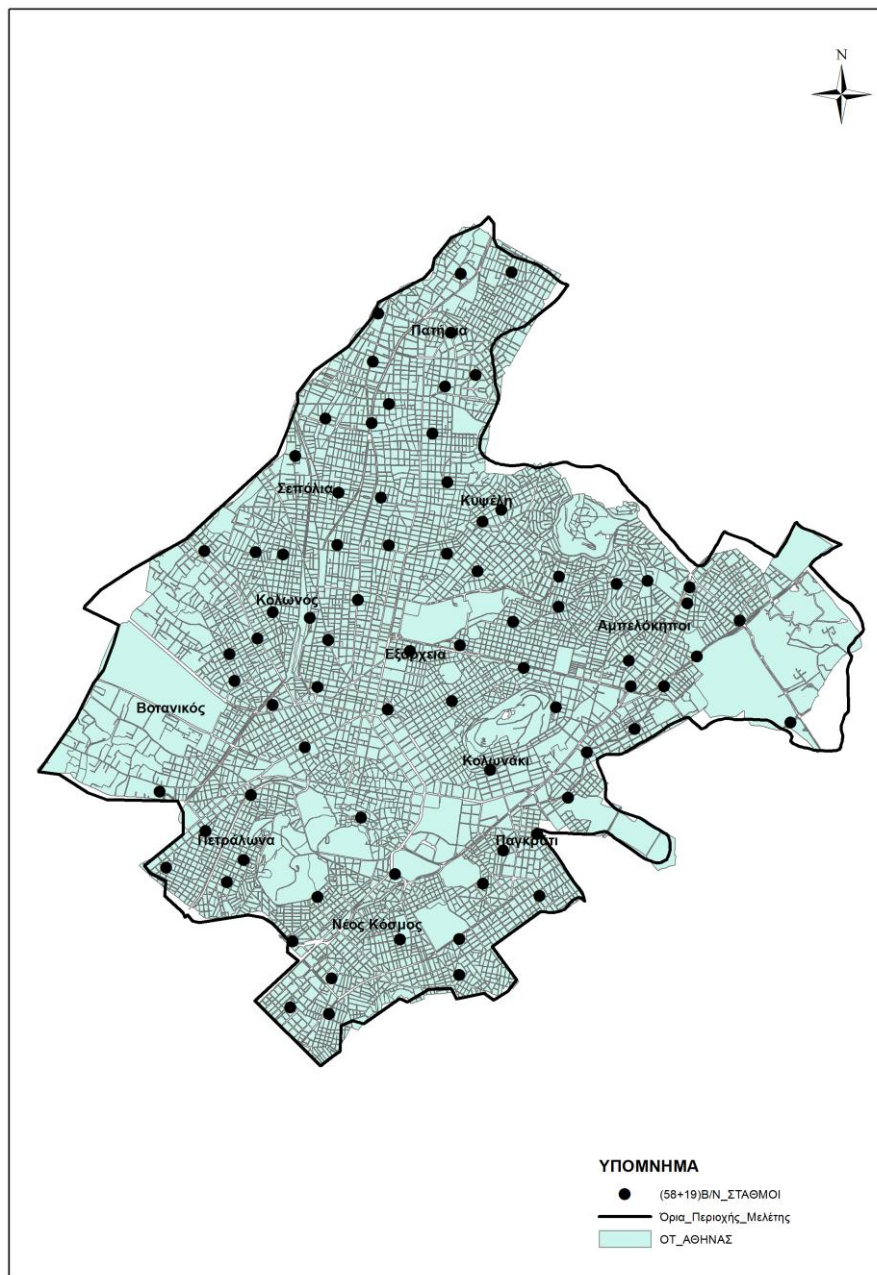 N
Πατήσια
Σεπόλια
Κυψέλη
Κολωνός
Αμπελόκηποι
Εξάρχεια
Βοτανικός
Κολωνάκι
Πετράλωνα
Παγκράτι
Νέος Κόσμος
ΥΠΟΜΝΗΜΑ
(58+19)Β/Ν_ΣΤΑΘΜΟΙ
Όρια_Περιοχής_Μελέτης
ΟΤ_ΑΘΗΝΑΣ